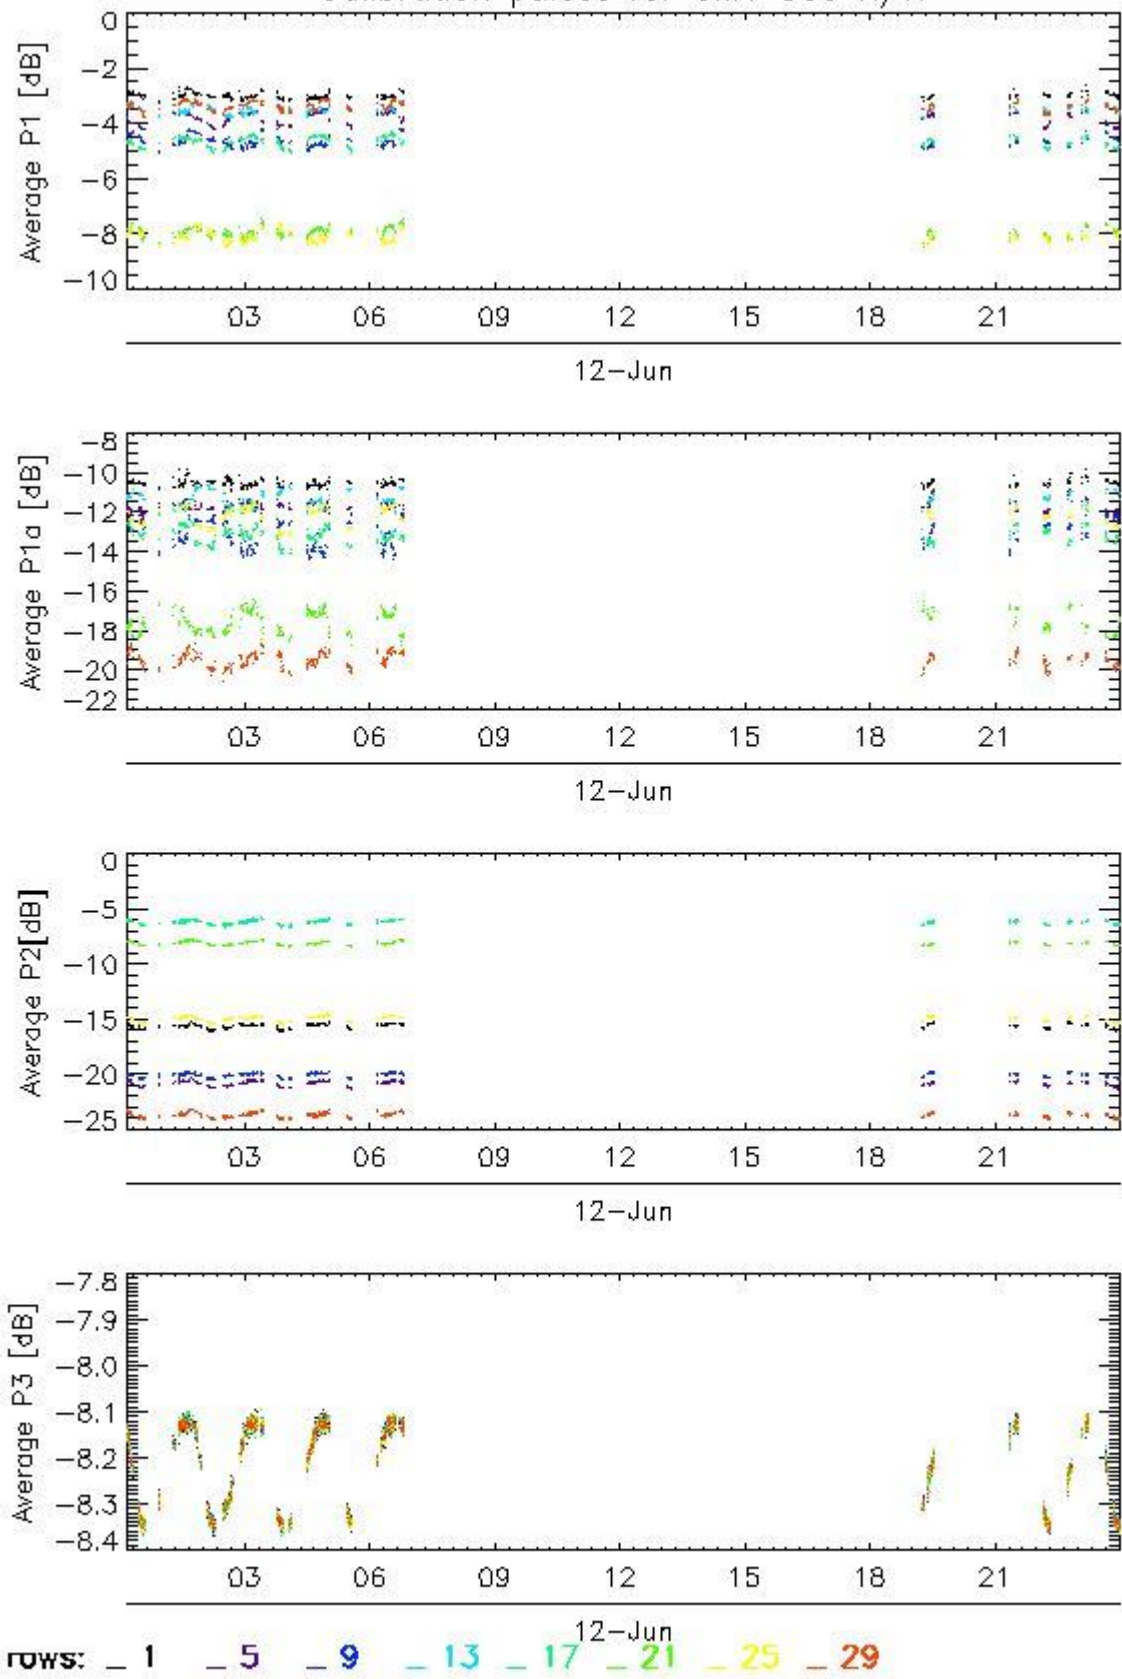 0
−2
−4
−6
−8
−10
Average P1 [dB]
03 06 09 12 15 18 21
12−Jun
−8
−10
−12
−14
−16
−18
−20
−22
Average P1a [dB]
03 06 09 12 15 18 21
12−Jun
0
−5
−10
−15
−20
−25
Average P2[dB]
03 06 09 12 15 18 21
12−Jun
−7.8
−7.9
−8.0
−8.1
−8.2
−8.3
−8.4
Average P3 [dB]
03 06 09 12 15 18 21
12−Jun
rows: _ 1 _ 5 _ 9 _ 13 _ 17 _ 21 _ 25 _ 29